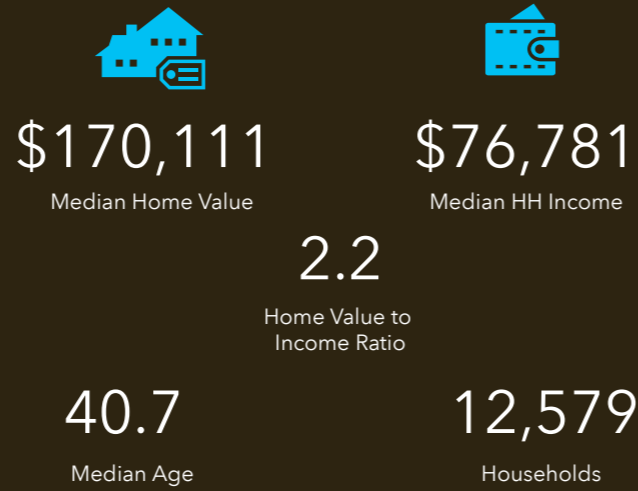 $170,111
Median Home Value
$76,781
Median HH Income
2.2
Home Value to
Income Ratio
40.7
Median Age
12,579
Households